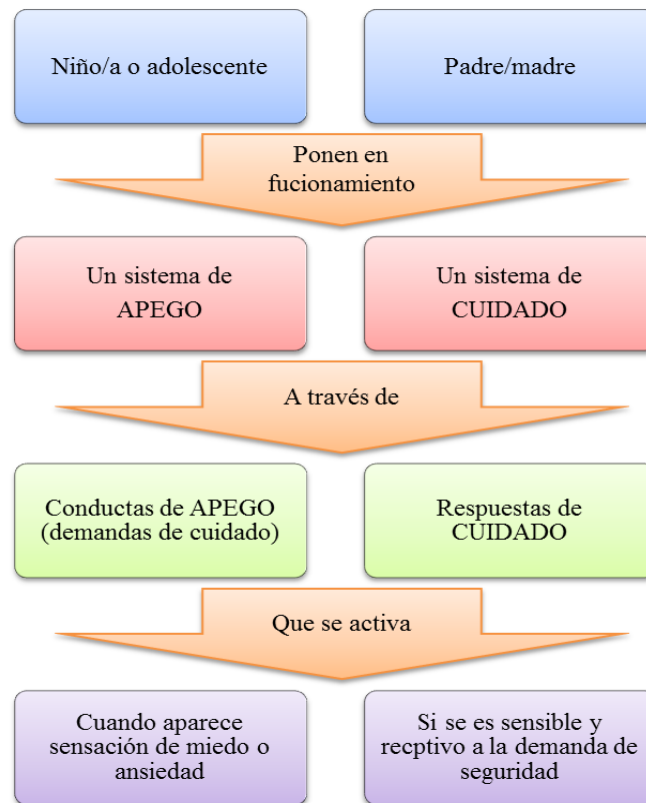 Niño/a o adolescente
Padre/madre
Ponen en
fucionamiento
Un sistema de
APEGO
Un sistema de
CUIDADO
A través de
Conductas de APEGO
(demandas de cuidado)
Respuestas de
CUIDADO
Que se activa
Cuando aparece
sensación de miedo o
ansiedad
Si se es sensible y
recptivo a la demanda de
seguridad